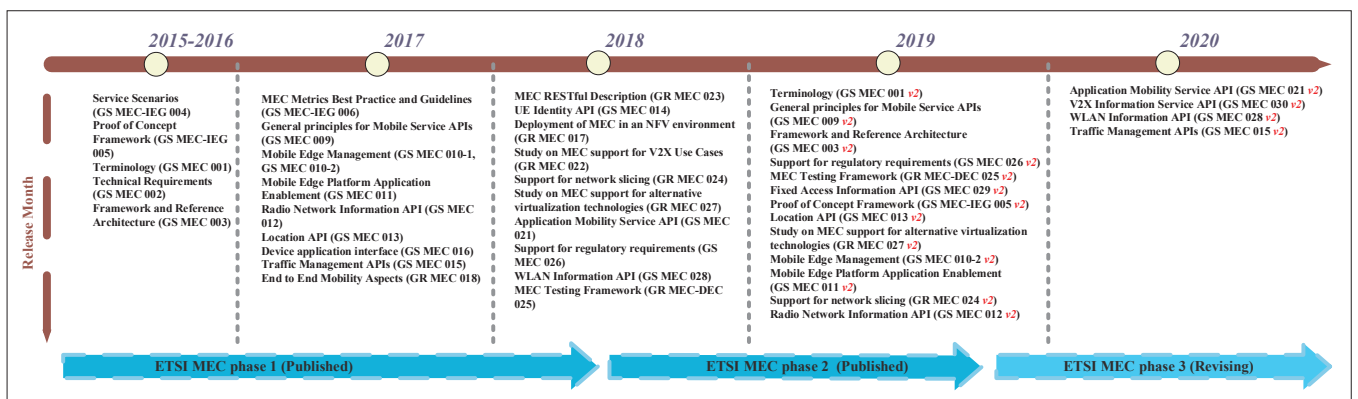 2015-2016
2017
2018
2019
2020
Release Month
Service Scenarios
(GS MEC-IEG 004)
Proof of Concept
Framework (GS MEC-IEG
005)
Terminology (GS MEC 001)
Technical Requirements
(GS MEC 002)
Framework and Reference
Architecture (GS MEC 003)
MEC Metrics Best Practice and Guidelines
(GS MEC-IEG 006)
General principles for Mobile Service APIs
(GS MEC 009)
Mobile Edge Management (GS MEC 010-1,
GS MEC 010-2)
Mobile Edge Platform Application
Enablement (GS MEC 011)
Radio Network Information API (GS MEC
012)
Location API (GS MEC 013)
Device application interface (GS MEC 016)
Traffic Management APIs (GS MEC 015)
End to End Mobility Aspects (GR MEC 018)
MEC RESTful Description (GR MEC 023)
UE Identity API (GS MEC 014)
Deployment of MEC in an NFV environment
(GR MEC 017)
Study on MEC support for V2X Use Cases
(GR MEC 022)
Support for network slicing (GR MEC 024)
Study on MEC support for alternative
virtualization technologies (GR MEC 027)
Application Mobility Service API (GS MEC
021)
Support for regulatory requirements (GS
MEC 026)
WLAN Information API (GS MEC 028)
MEC Testing Framework (GR MEC-DEC
025)
Terminology (GS MEC 001 v2)
General principles for Mobile Service APIs
(GS MEC 009 v2)
Framework and Reference Architecture
(GS MEC 003 v2)
Support for regulatory requirements (GS MEC 026 v2)
MEC Testing Framework (GR MEC-DEC 025 v2)
Fixed Access Information API (GS MEC 029 v2)
Proof of Concept Framework (GS MEC-IEG 005 v2)
Location API (GS MEC 013 v2)
Study on MEC support for alternative virtualization
technologies (GR MEC 027 v2)
Mobile Edge Management (GS MEC 010-2 v2)
Mobile Edge Platform Application Enablement
(GS MEC 011 v2)
Support for network slicing (GR MEC 024 v2)
Radio Network Information API (GS MEC 012 v2)
Application Mobility Service API (GS MEC 021 v2)
V2X Information Service API (GS MEC 030 v2)
WLAN Information API (GS MEC 028 v2)
Traffic Management APIs (GS MEC 015 v2)
ETSI MEC phase 1 (Published)
ETSI MEC phase 2 (Published)
ETSI MEC phase 3 (Revising)